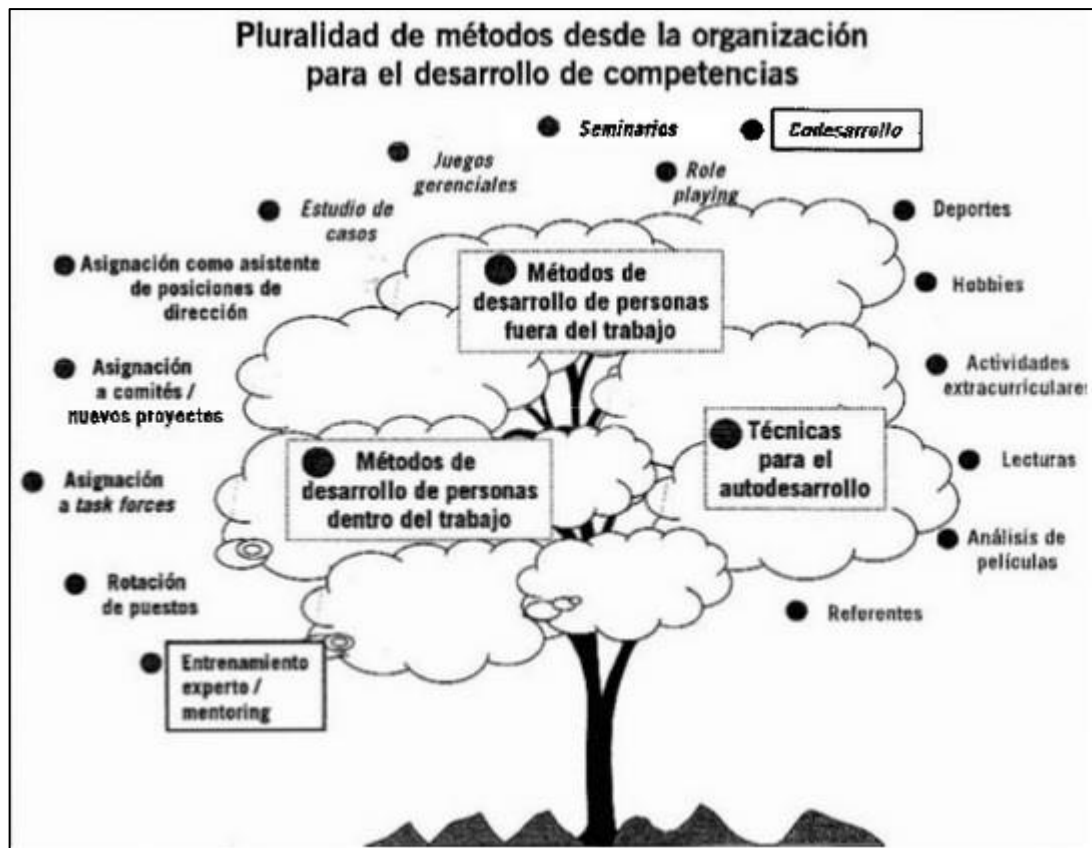 Pluralidad de métodos desde la organización
para el desarrollo de competencias
Seminarios
Codesarrollo
Juegos
gerenciales
Role
playing
Estudio de
casos
Deportes
Asignación como asistente
de posiciones de
dirección
Métodos de
desarrollo de personas
fuera del trabajo
Hobbies
Asignación
a comités /
nuevos proyectos
Actividades
extracurriculares
Métodos de
desarrollo de personas
dentro del trabajo
Técnicas
para el
autodesarrollo
Lecturas
Asignación
a task forces
Análisis de
películas
Rotación
de puestos
Referentes
Entrenamiento
experto /
mentoring